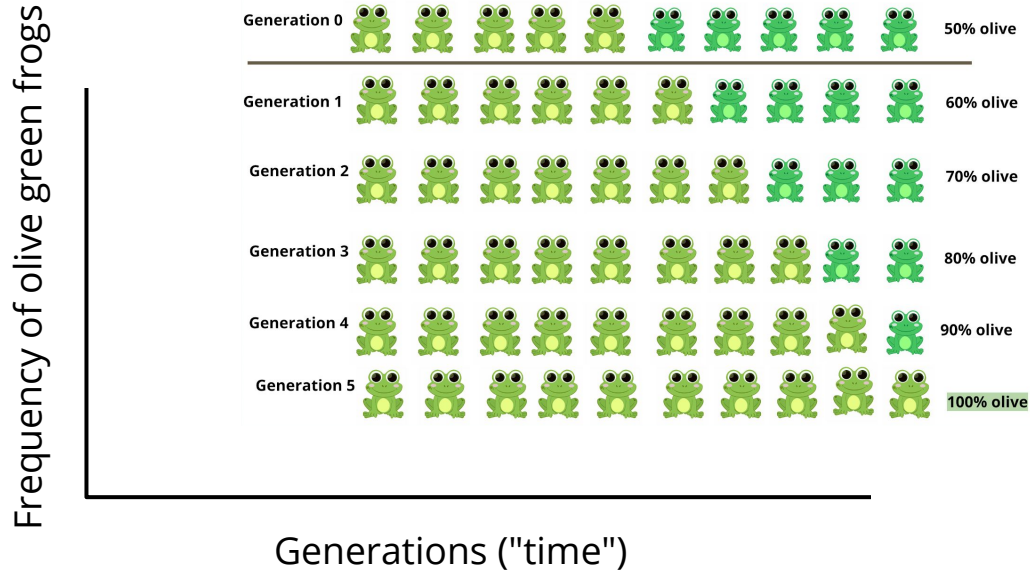 Frequency of olive green frogs
Generation 0
50% olive
Generation 1
60% olive
Generation 2
70% olive
Generation 3
80% olive
Generation 4
90% olive
Generation 5
100% olive
Generations ("time")